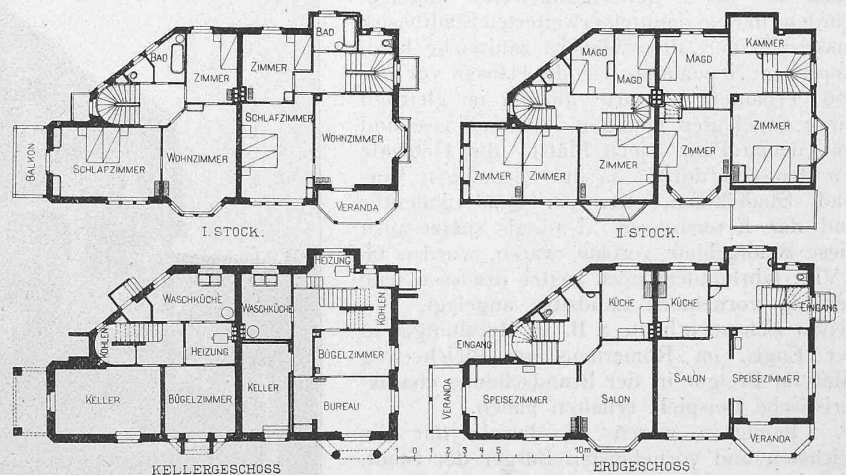 BAD
ZIMMER
ZIMMER
BAD
BALKON
SCHLAFZIMMER
WOHNZIMMER
SCHLAFZIMMER
WOHNZIMMER
VERANDA
I. STOCK.
MAGD
MAGD
MAGD
KAMMER
ZIMMER
ZIMMER
ZIMMER
ZIMMER
ZIMMER
II. STOCK.
WASCHKÜCHE
WASCHKÜCHE
HEIZUNG
KOHLEN
KOHLEN
HEIZUNG
KELLER
BÜGELZIMMER
KELLER
BÜGELZIMMER
BUREAU
KELLERGESCHOSS
KÜCHE
KÜCHE
EINGANG
EINGANG
VERANDA
SPEISEZIMMER
SALON
SALON
SPEISEZIMMER
VERANDA
ERDGESCHOSS
0 1 2 3 4 5 10m